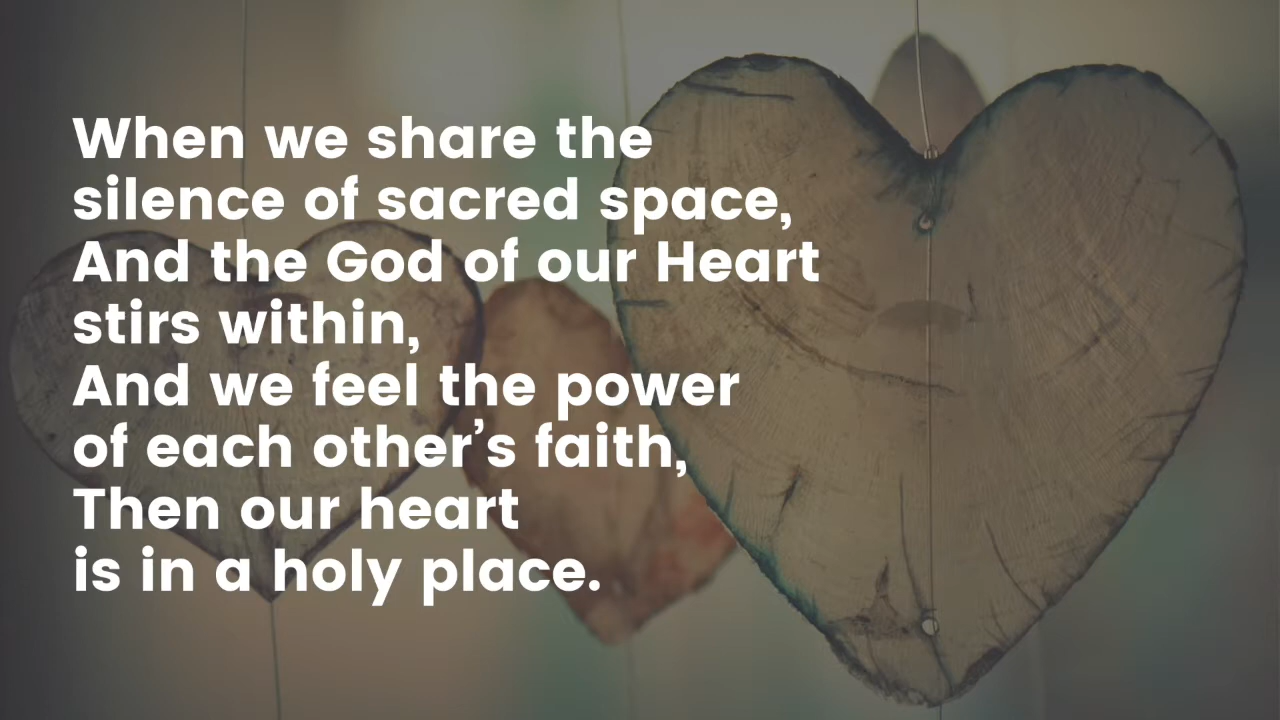 When we share the
silence of sacred space,
And the God of our Heart
stirs within,
And we feel the power
of each other’s faith,
Then our heart
is in a holy place.